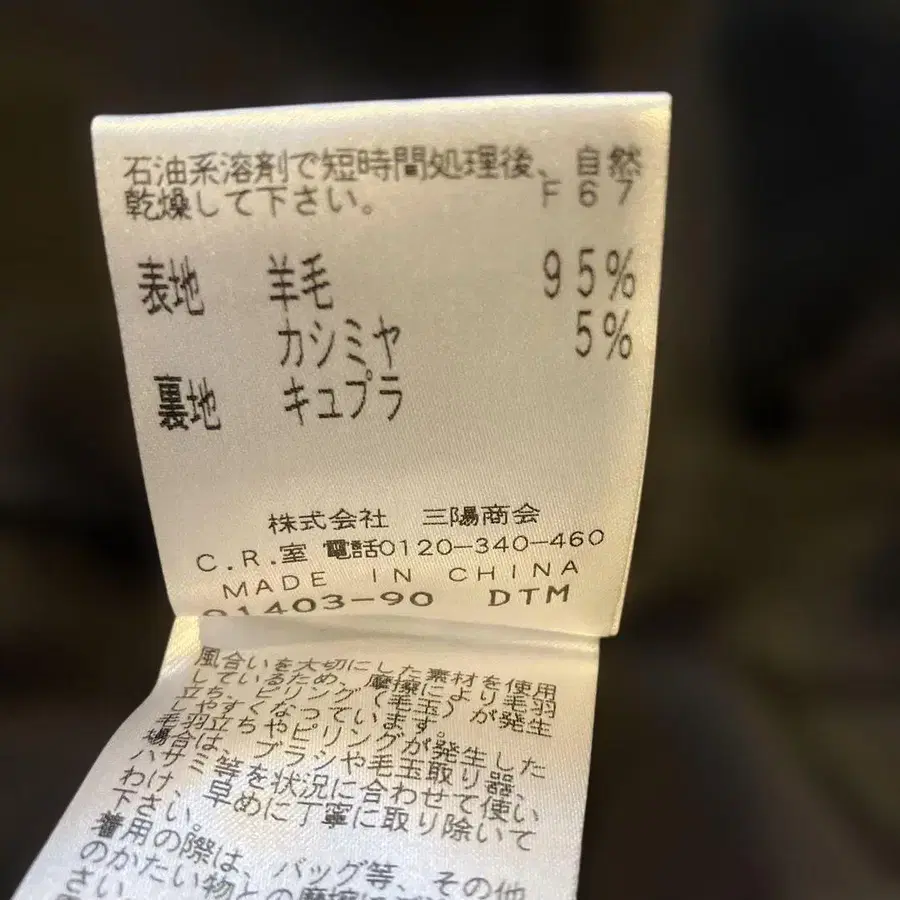 石油系溶剤で短時間処理後、自然
乾燥して下さい。 F67
表地 羊毛 95%
カシミヤ 5%
裏地 キュプラ
株式会社 三陽商会
C.R.室 電話0120-340-460
MADE IN CHINA
91403-90 DTM
風合いを大切にした素材を使用
しているため、摩擦により毛羽
立ち、ピリング(毛玉)が発生
しやすくなっています。
毛羽立ちやピリングが発生した
場合は、ブラシや毛玉取り器、
ハサミ等を状況に合わせて使い
わけ、早めに丁寧に取り除いて
下さい。
着用の際は、バッグ等、その他
のかたい物との摩擦に
さい